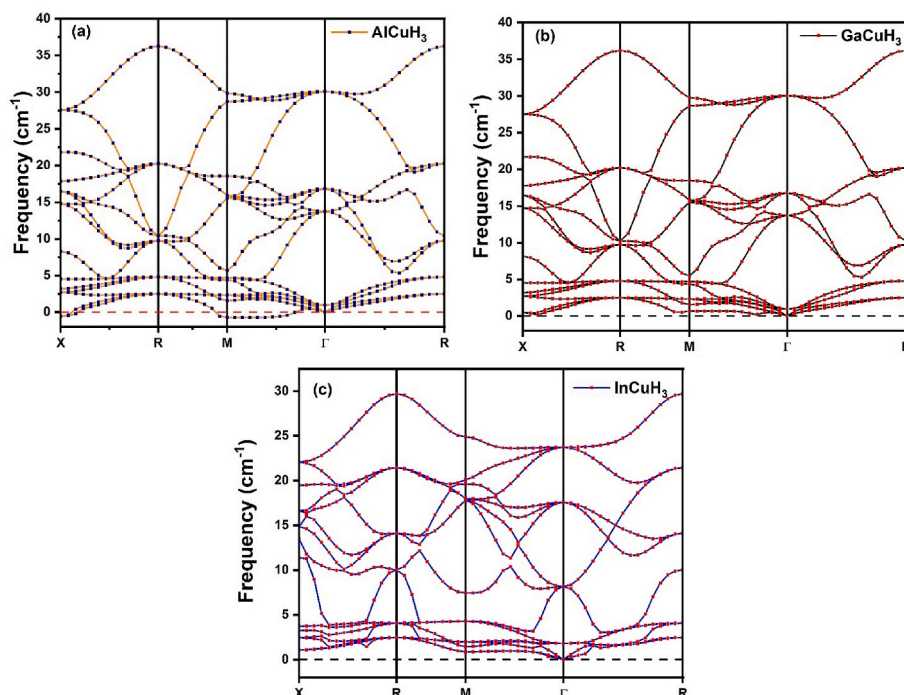 (a)
AlCuH3
Frequency (cm-1)
40
35
30
25
20
15
10
5
0
X
R
M
Γ
R
(b)
GaCuH3
Frequency (cm-1)
40
35
30
25
20
15
10
5
0
X
R
M
Γ
(c)
InCuH3
Frequency (cm-1)
30
25
20
15
10
5
0
X
R
M
Γ
R